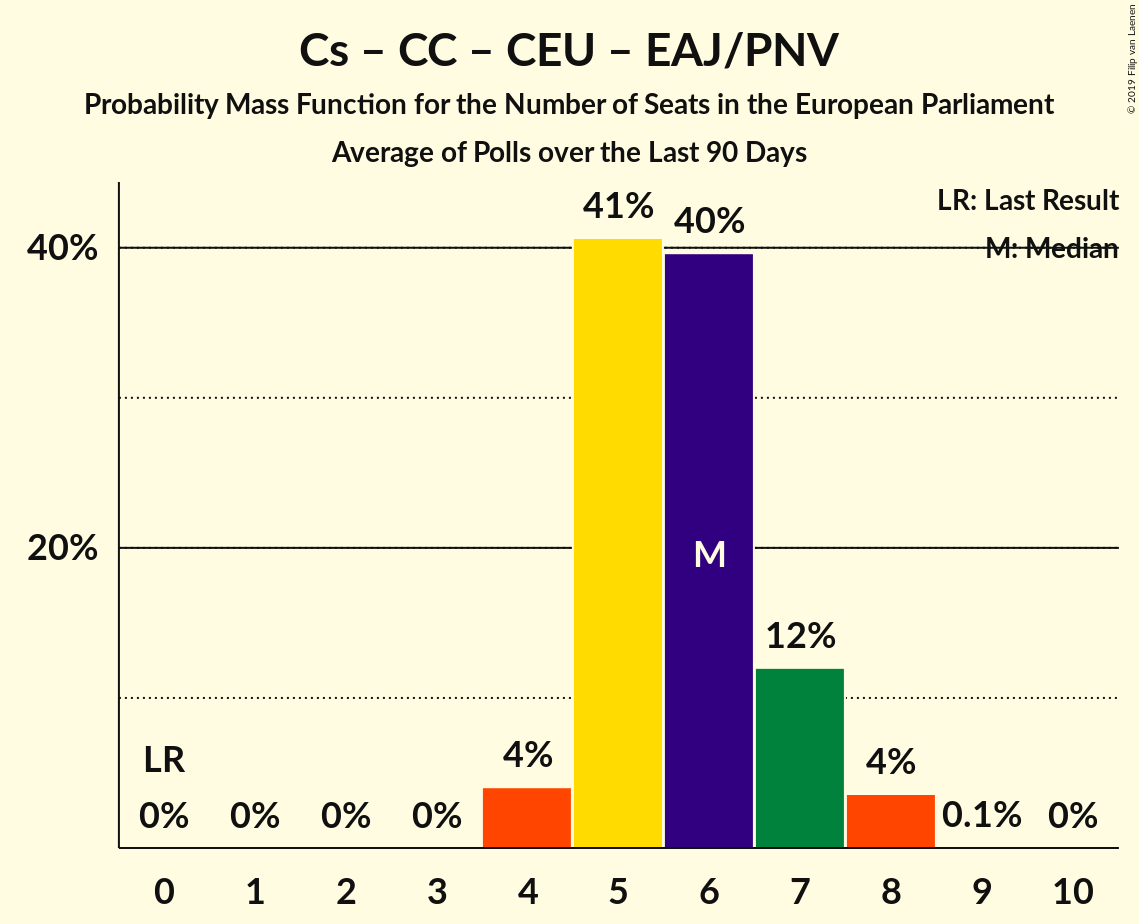 Cs – CC – CEU – EAJ/PNV
Probability Mass Function for the Number of Seats in the European Parliament
Average of Polls over the Last 90 Days
© 2019 Filip van Laenen
LR: Last Result
M: Median
40%
20%
LR
0%
0%
0%
0%
4%
41%
40%
M
12%
4%
0.1%
0%
0 1 2 3 4 5 6 7 8 9 10